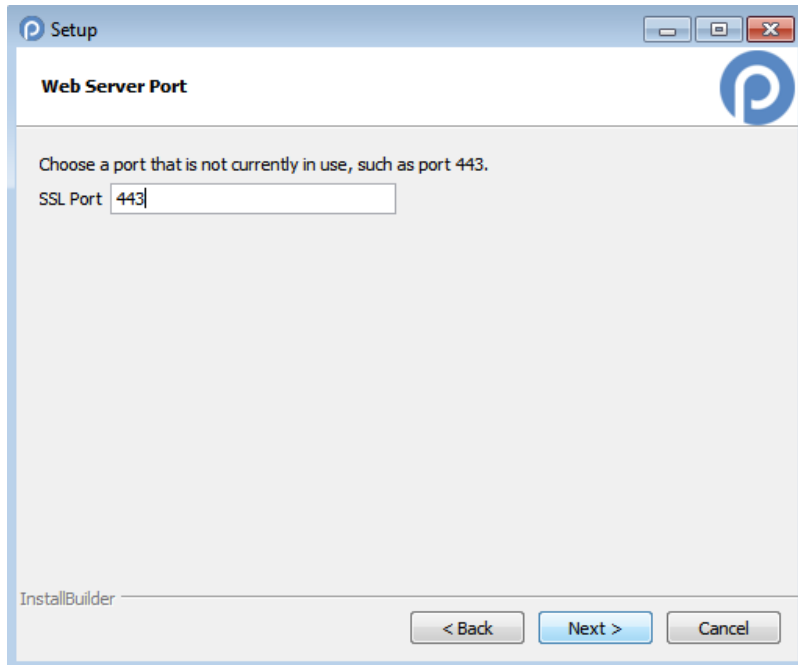 Setup
Web Server Port
Choose a port that is not currently in use, such as port 443.
SSL Port 443
InstallBuilder
< Back Next > Cancel